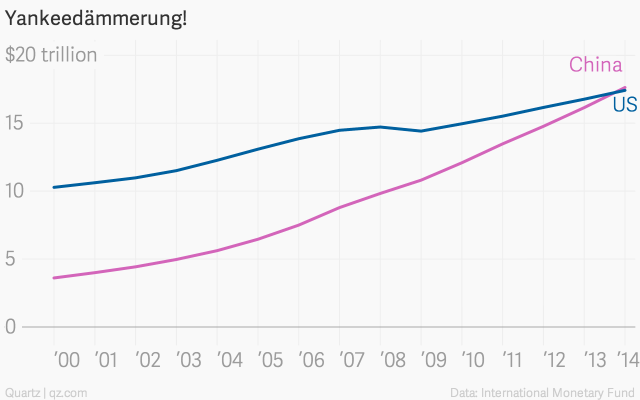 Yankeedämmerung!
$20 trillion
China
US
15
10
5
0
'00 '01 '02 '03 '04 '05 '06 '07 '08 '09 '10 '11 '12 '13 '14
Quartz | qz.com Data: International Monetary Fund